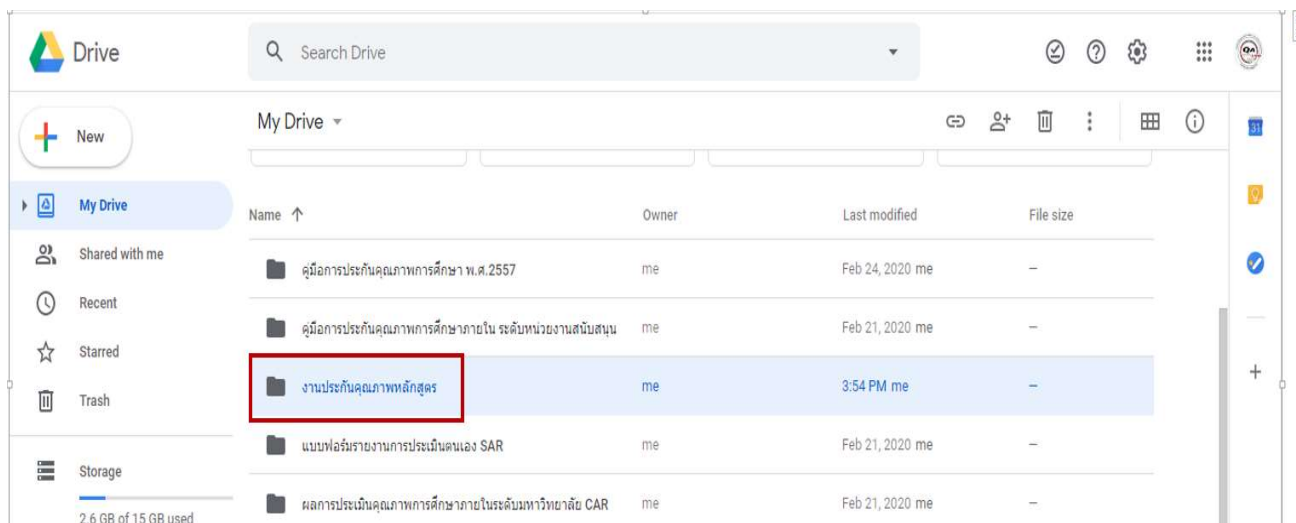 Drive
Search Drive
New
My Drive
My Drive
Name Owner Last modified File size
Shared with me
คู่มือการประกันคุณภาพการศึกษา พ.ศ.2557 me Feb 24, 2020 me –
Recent
คู่มือการประกันคุณภาพการศึกษาภายใน ระดับหน่วยงานสนับสนุน me Feb 21, 2020 me –
Starred
งานประกันคุณภาพหลักสูตร me 3:54 PM me –
Trash
แบบฟอร์มรายงานการประเมินตนเอง SAR me Feb 21, 2020 me –
Storage
ผลการประเมินคุณภาพการศึกษาภายในระดับมหาวิทยาลัย CAR me Feb 21, 2020 me –
2.6 GB of 15 GB used
31